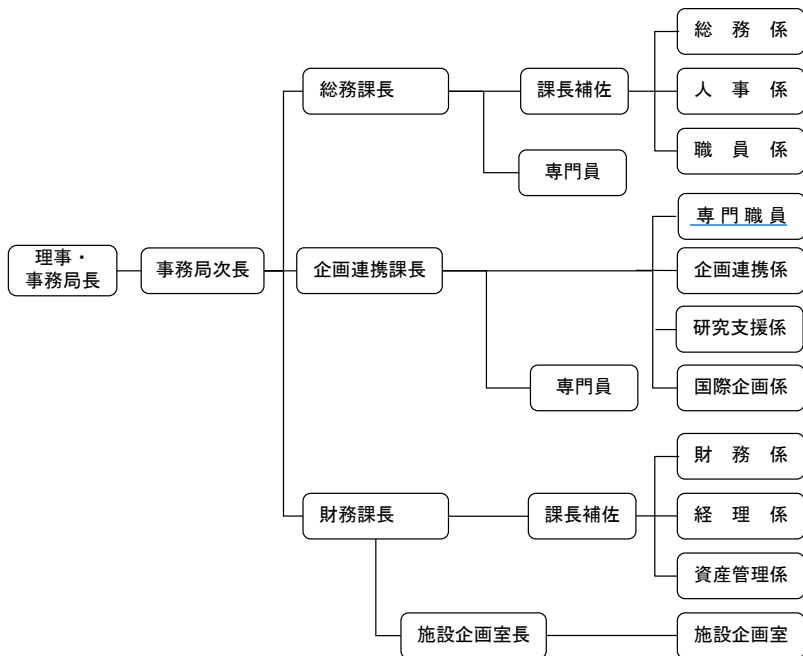 総　務　係
総務課長
課長補佐
人　事　係
職　員　係
専門員
専 門 職 員
理事・
事務局長
事務局次長
企画連携課長
企画連携係
研究支援係
専門員
国際企画係
財　務　係
財務課長
課長補佐
経　理　係
資産管理係
施設企画室長
施設企画室